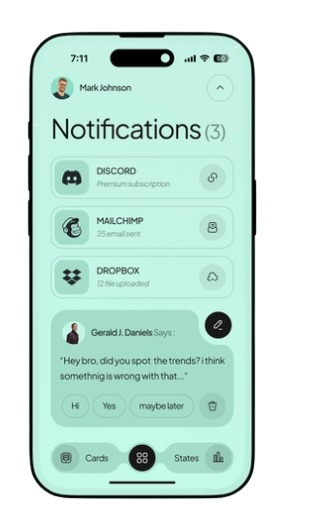 7:11
Mark Johnson
Notifications (3)
DISCORD
Premium subscription
MAILCHIMP
25 email sent
DROPBOX
12 file uploaded
Gerald J. Daniels Says:
"Hey bro, did you spot the trends? i think
somethnig is wrong with that..."
Hi Yes maybe later
Cards States